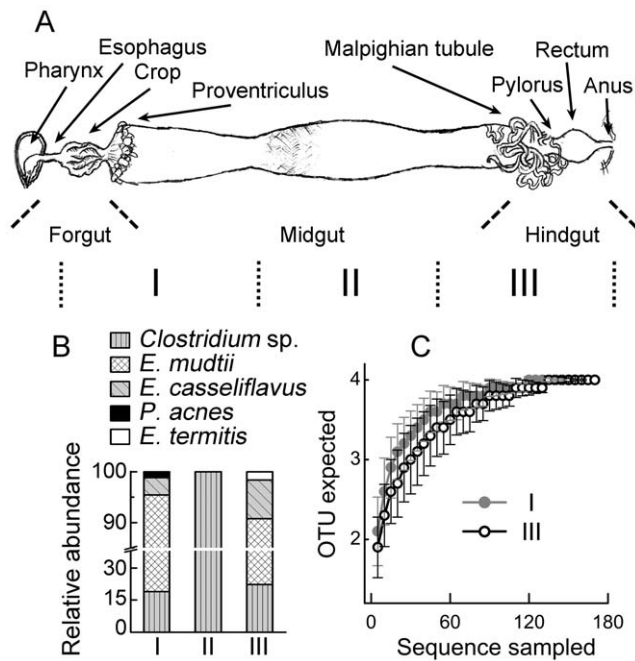 A
Esophagus
Pharynx
Crop
Proventriculus
Malpighian tubule
Rectum
Pylorus
Anus
Forgut
Midgut
Hindgut
I
II
III
B
Clostridium sp.
E. mudtii
E. casseliflavus
P. acnes
E. termitis
Relative abundance
100
90
30
15
0
I
II
III
C
OTU expected
4
3
2
I
III
0
60
120
180
Sequence sampled